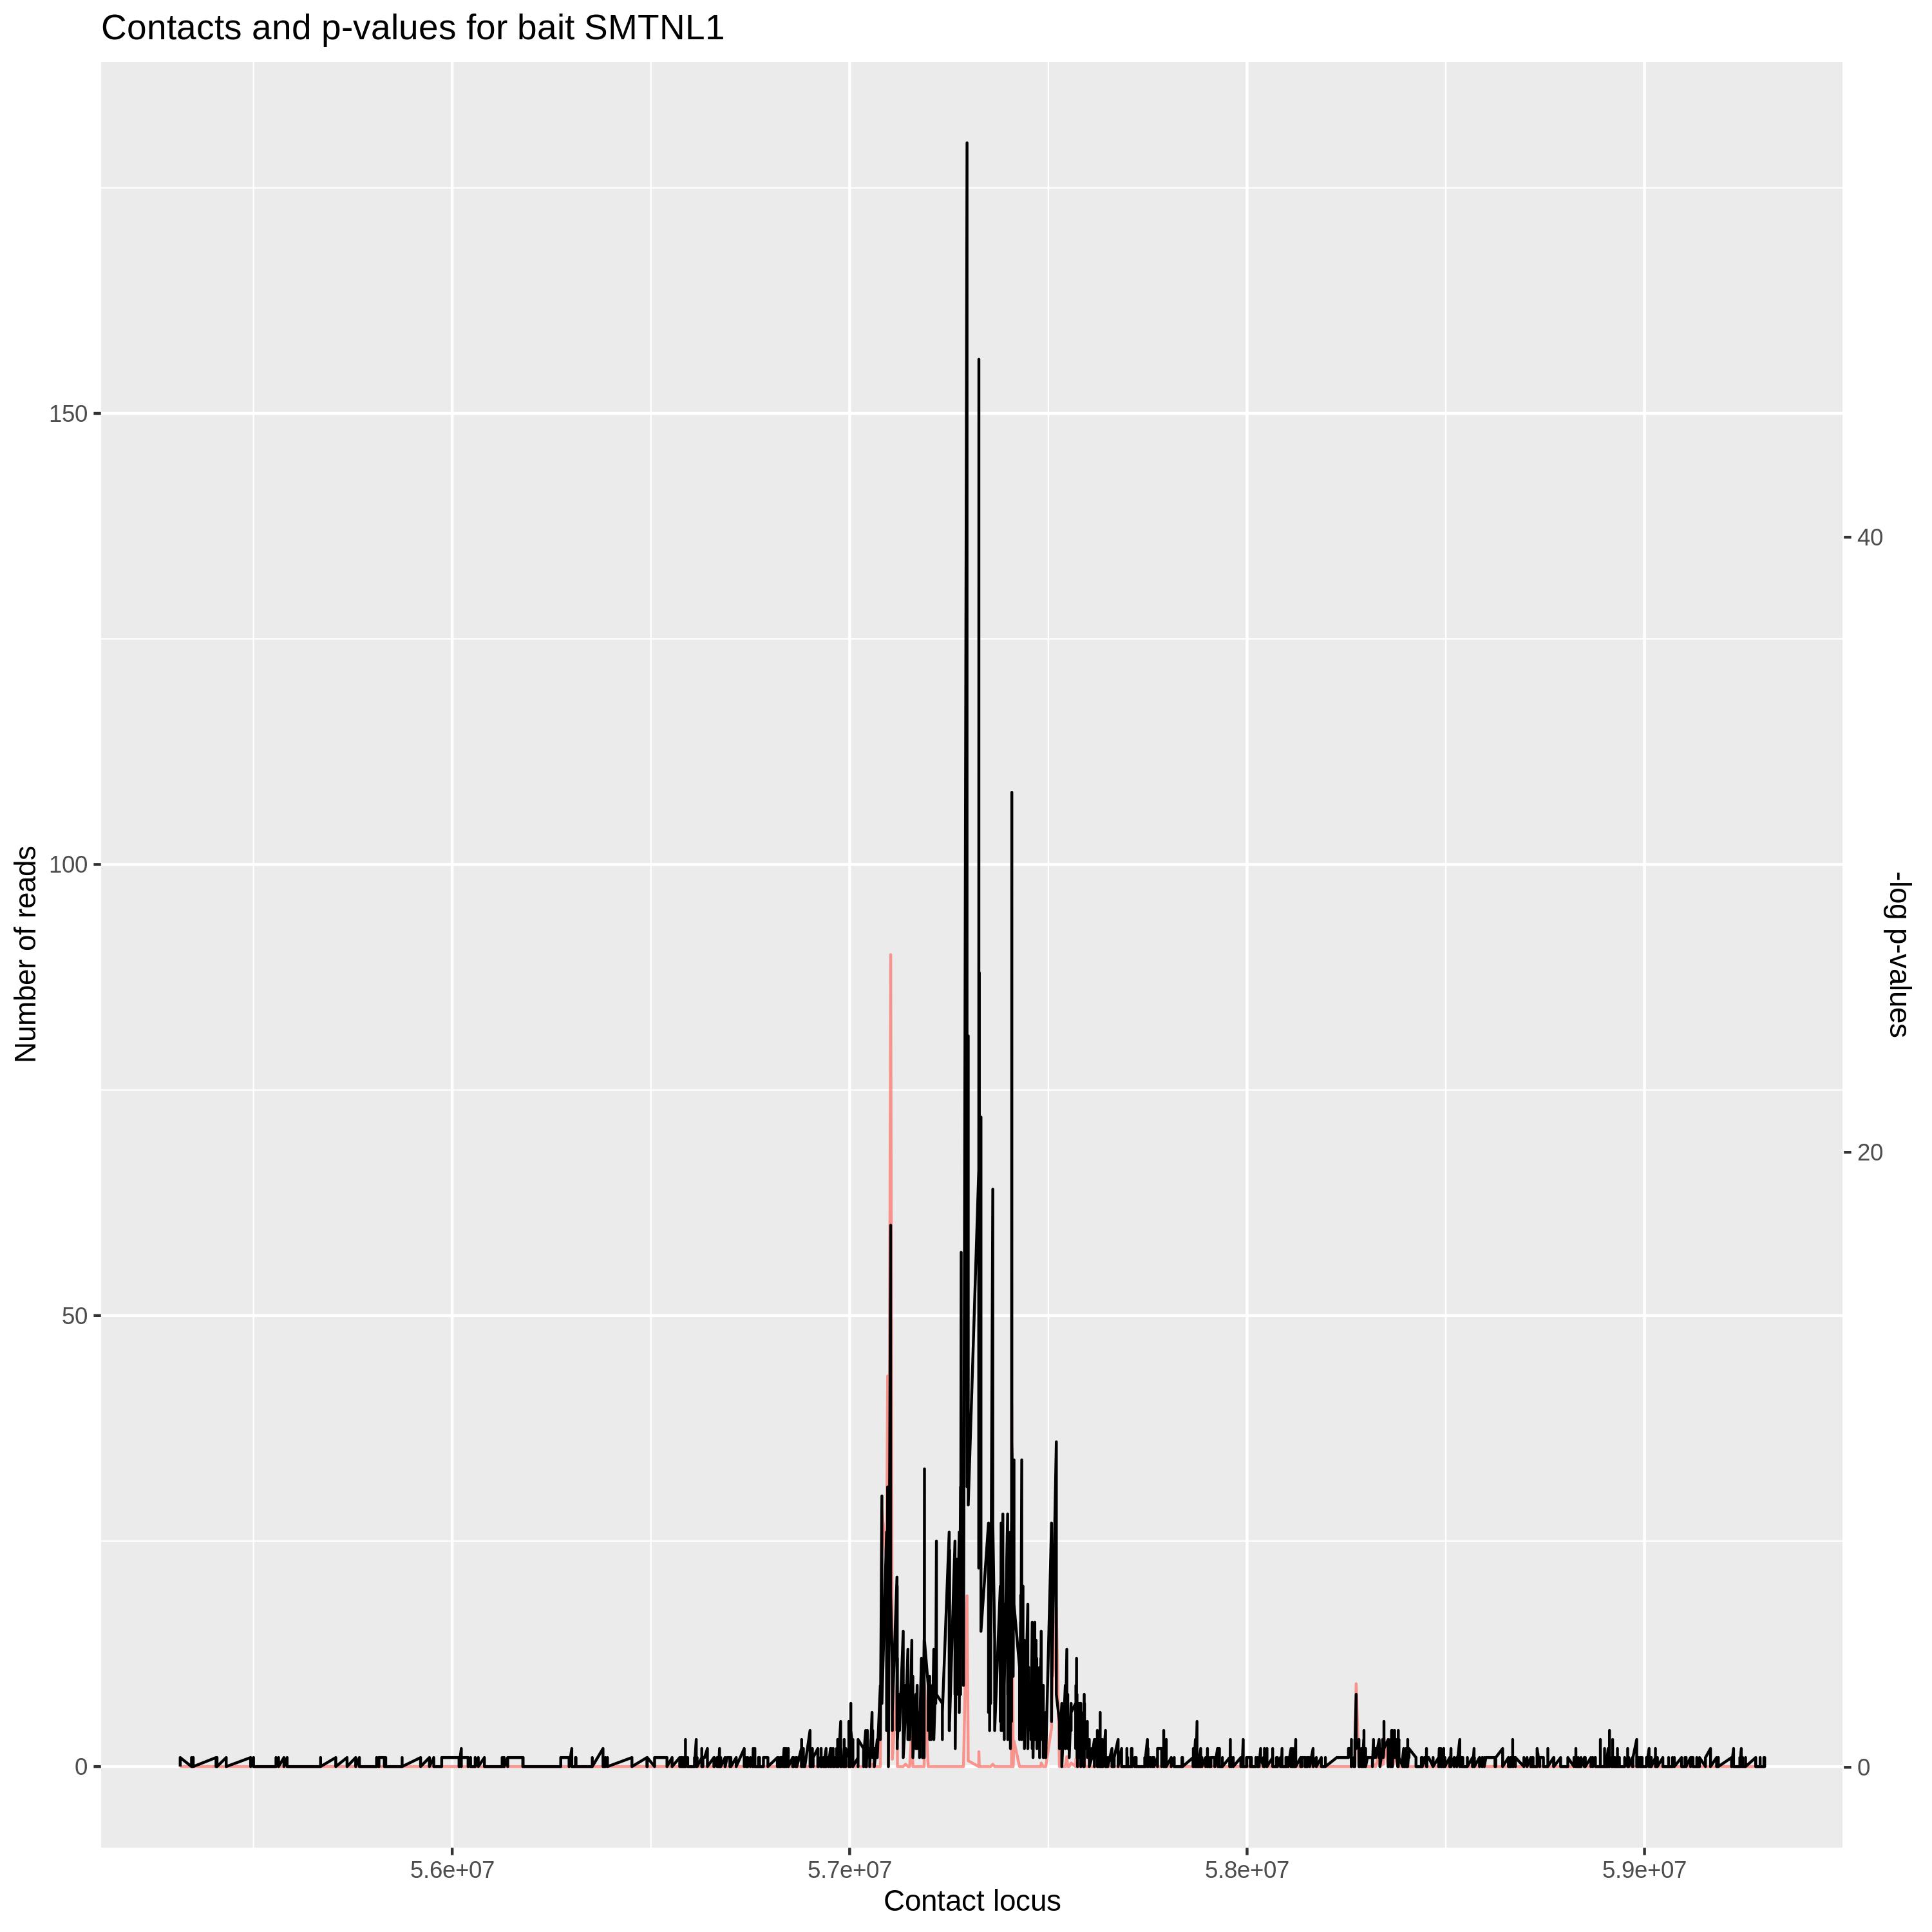 Contacts and p-values for bait SMTNL1
150
100
50
0
40
20
0
Number of reads
-log p-values
5.6e+07
5.7e+07
5.8e+07
5.9e+07
Contact locus